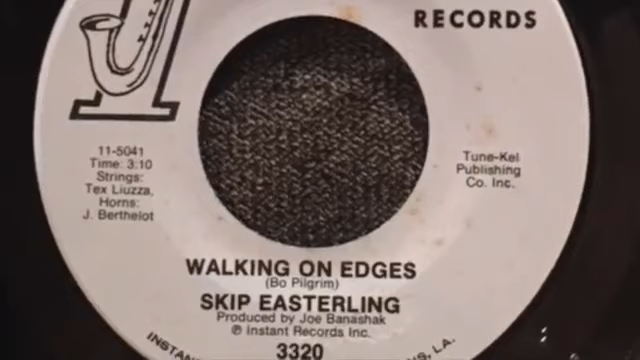 RECORDS
11-5041
Time: 3:10
Strings:
Tex Liuzza,
Horns:
J. Berthelot
Tune-Kel
Publishing
Co. Inc.
WALKING ON EDGES
(Bo Pilgrim)
SKIP EASTERLING
Produced by Joe Banashak
℗ Instant Records Inc.
3320
LA.